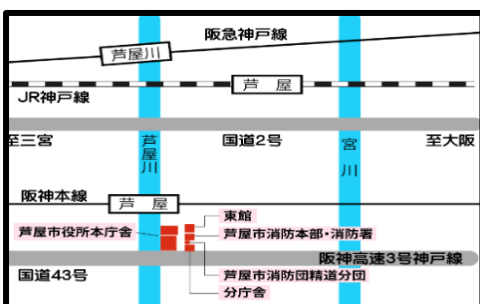 阪急神戸線
芦屋川
芦 屋
JR神戸線
至三宮
芦屋川
国道2号
宮川
至大阪
阪神本線
芦 屋
東館
芦屋市役所本庁舎
芦屋市消防本部・消防署
阪神高速3号神戸線
国道43号
芦屋市消防団精道分団
分庁舎